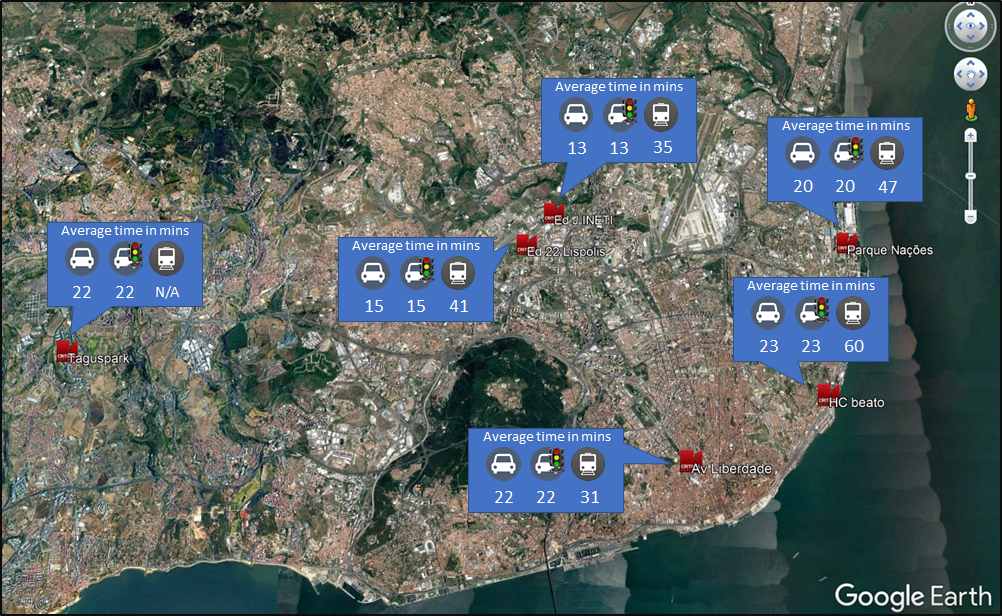 Average time in mins
13 13 35
Average time in mins
20 20 47
Ed J INETI
Average time in mins
22 22 N/A
Average time in mins
15 15 41
Ed 22 Lispolis
Parque Nações
Average time in mins
23 23 60
Taguspark
HC beato
Average time in mins
22 22 31
Av Liberdade
Google Earth